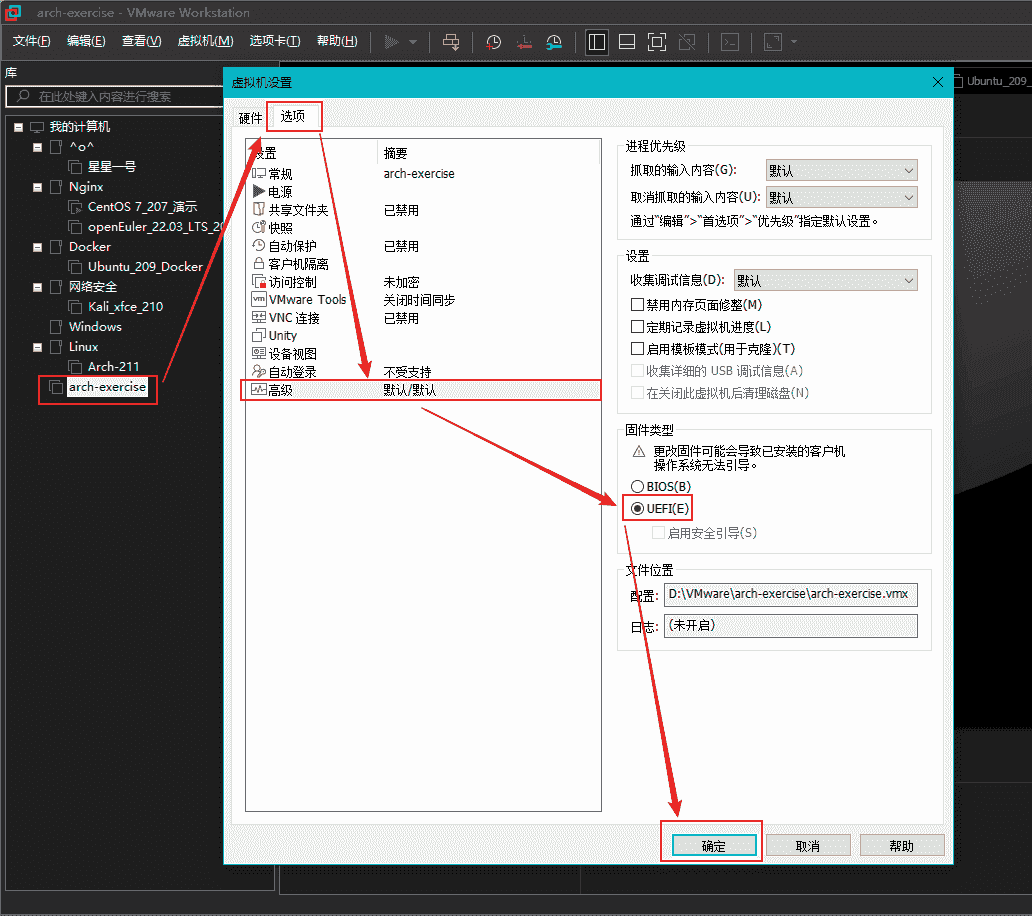 arch-exercise - VMware Workstation
文件(F) 编辑(E) 查看(V) 虚拟机(M) 选项卡(T) 帮助(H)
库
在此处键入内容进行搜索
我的计算机
^o^
星星一号
Nginx
CentOS 7_207_演示
openEuler_22.03_LTS_20
Docker
Ubuntu_209_Docker
网络安全
Kali_xfce_210
Windows
Linux
Arch-211
arch-exercise
Ubuntu_209_
虚拟机设置
硬件 选项
设置 摘要
常规 arch-exercise
电源
共享文件夹 已禁用
快照
自动保护 已禁用
客户机隔离
访问控制 未加密
VMware Tools 关闭时间同步
VNC 连接 已禁用
Unity
设备视图
自动登录 不受支持
高级 默认/默认
进程优先级
抓取的输入内容(G): 默认
取消抓取的输入内容(U): 默认
通过“编辑”>“首选项”>“优先级”指定默认设置。
设置
收集调试信息(D): 默认
禁用内存页面修整(M)
定期记录虚拟机进度(L)
启用模板模式(用于克隆)(T)
收集详细的 USB 调试信息(A)
在关闭此虚拟机后清理磁盘(N)
固件类型
更改固件可能会导致已安装的客户机
操作系统无法引导。
BIOS(B)
UEFI(E)
启用安全引导(S)
文件位置
配置: D:\VMware\arch-exercise\arch-exercise.vmx
日志: (未开启)
确定 取消 帮助